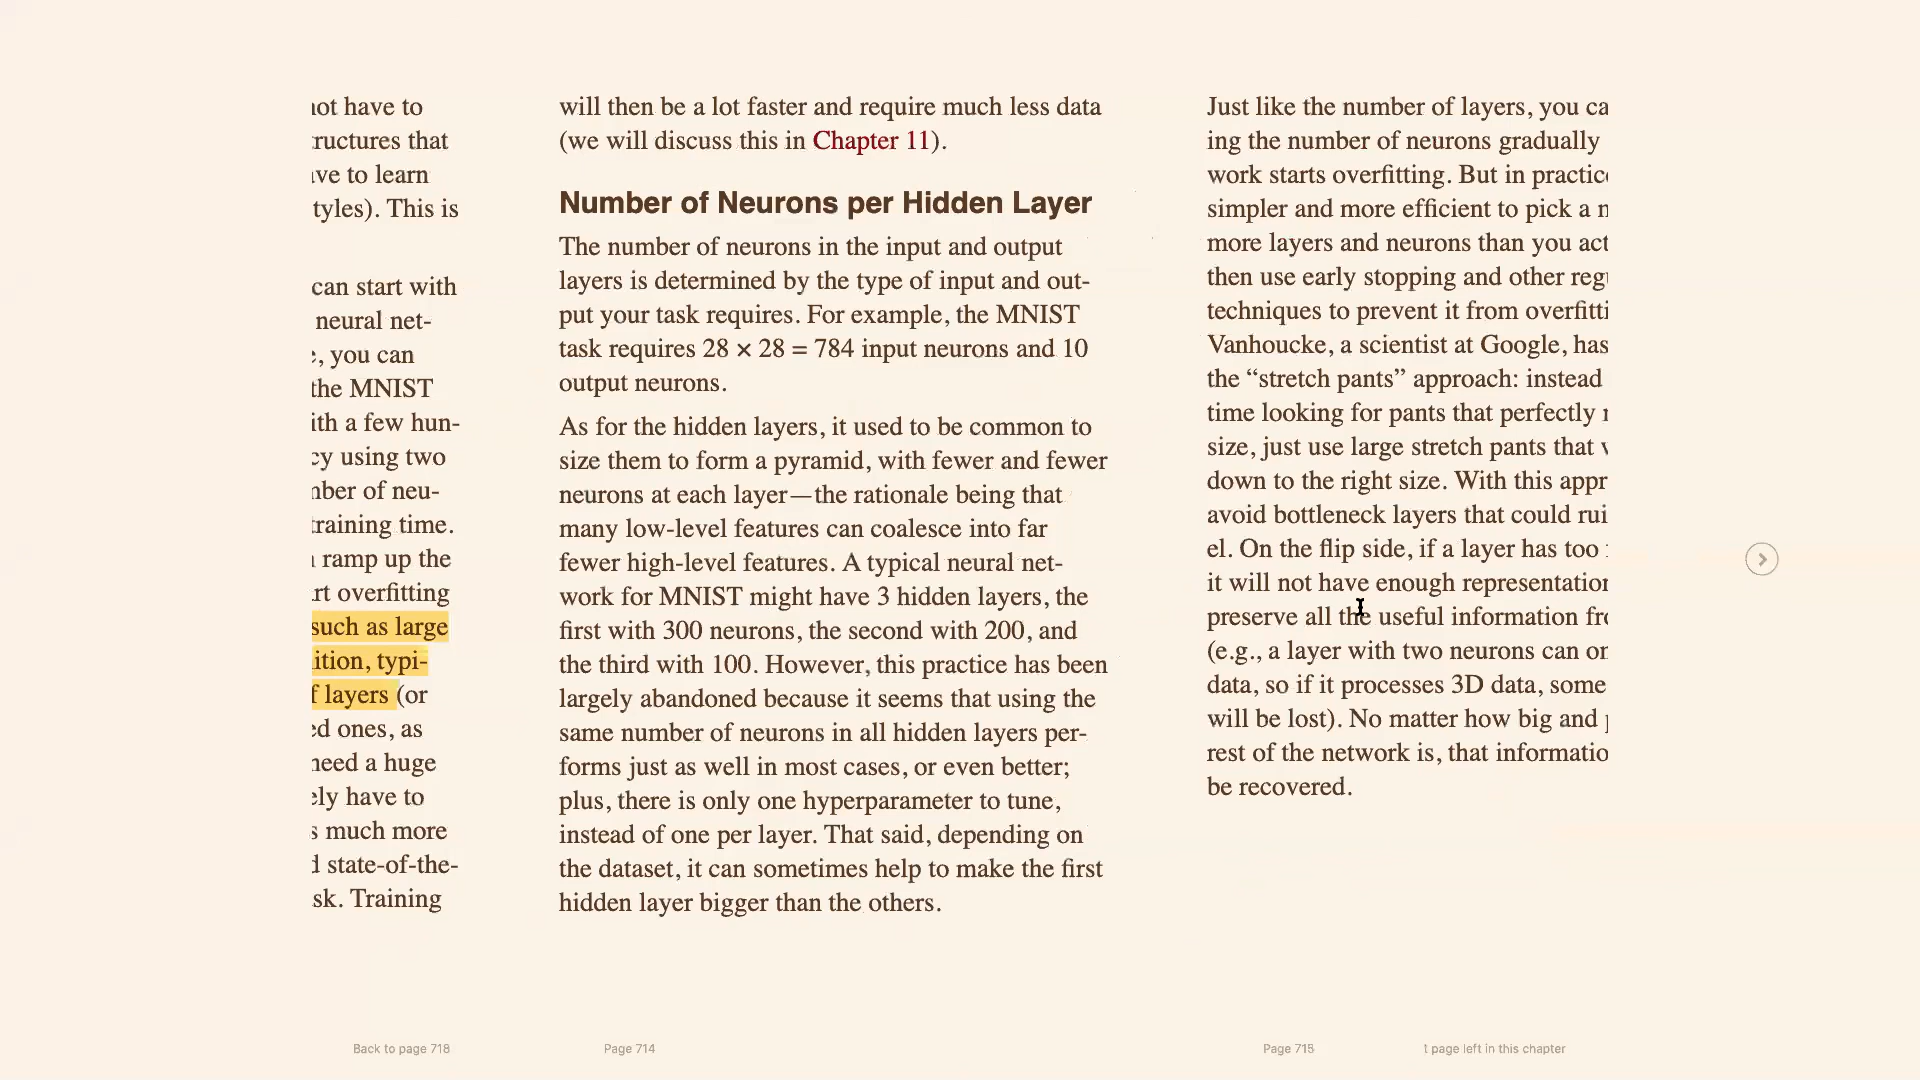 not have to
ructures that
have to learn
tyles). This is
can start with
neural net-
you can
the MNIST
with a few hun-
cy using two
number of neu-
training time.
ramp up the
overfitting
such as large
ition, typi-
layers (or
ed ones, as
need a huge
ely have to
much more
state-of-the-
sk. Training
will then be a lot faster and require much less data
(we will discuss this in Chapter 11).
Number of Neurons per Hidden Layer
The number of neurons in the input and output
layers is determined by the type of input and out-
put your task requires. For example, the MNIST
task requires 28 × 28 = 784 input neurons and 10
output neurons.
As for the hidden layers, it used to be common to
size them to form a pyramid, with fewer and fewer
neurons at each layer—the rationale being that
many low-level features can coalesce into far
fewer high-level features. A typical neural net-
work for MNIST might have 3 hidden layers, the
first with 300 neurons, the second with 200, and
the third with 100. However, this practice has been
largely abandoned because it seems that using the
same number of neurons in all hidden layers per-
forms just as well in most cases, or even better;
plus, there is only one hyperparameter to tune,
instead of one per layer. That said, depending on
the dataset, it can sometimes help to make the first
hidden layer bigger than the others.
Just like the number of layers, you ca
ing the number of neurons gradually
work starts overfitting. But in practic
simpler and more efficient to pick a
more layers and neurons than you act
then use early stopping and other reg
techniques to prevent it from overfitti
Vanhoucke, a scientist at Google, has
the “stretch pants” approach: instead
time looking for pants that perfectly
size, just use large stretch pants that
down to the right size. With this appr
avoid bottleneck layers that could rui
el. On the flip side, if a layer has too
it will not have enough representation
preserve all the useful information fro
(e.g., a layer with two neurons can on
data, so if it processes 3D data, some
will be lost). No matter how big and
rest of the network is, that informatio
be recovered.
Back to page 718
Page 714
Page 715
page left in this chapter